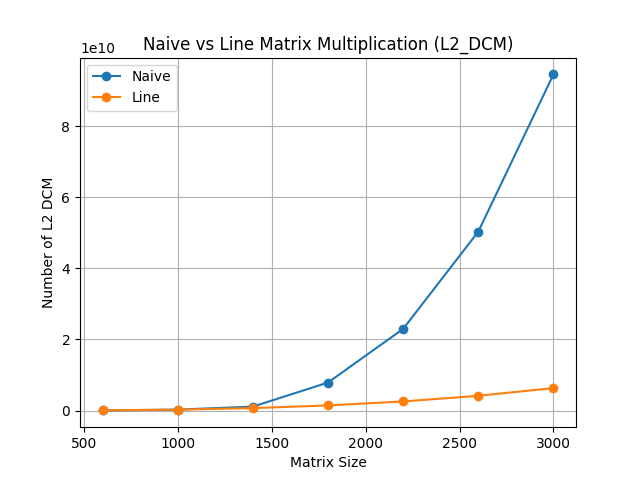 Naive vs Line Matrix Multiplication (L2_DCM)
1e10
Naive
Line
Number of L2 DCM
8
6
4
2
0
500 1000 1500 2000 2500 3000
Matrix Size